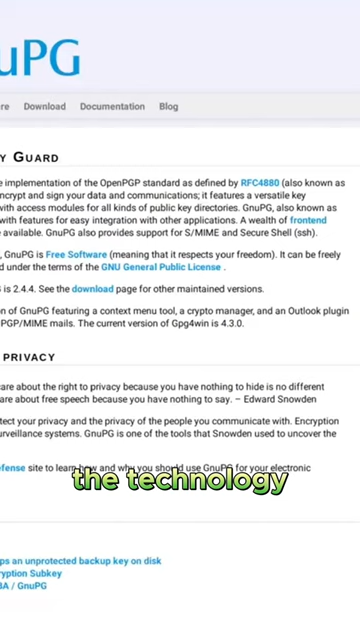 uPG
re Download Documentation Blog
y Guard
e implementation of the OpenPGP standard as defined by RFC4880 (also known as
ncrypt and sign your data and communications; it features a versatile key
with access modules for all kinds of public key directories. GnuPG, also known as
with features for easy integration with other applications. A wealth of frontend
e available. GnuPG also provides support for S/MIME and Secure Shell (ssh).
, GnuPG is Free Software (meaning that it respects your freedom). It can be freely
d under the terms of the GNU General Public License .
G is 2.4.4. See the download page for other maintained versions.
on of GnuPG featuring a context menu tool, a crypto manager, and an Outlook plugin
PGP/MIME mails. The current version of Gpg4win is 4.3.0.
privacy
care about the right to privacy because you have nothing to hide is no different
are about free speech because you have nothing to say. – Edward Snowden
tect your privacy and the privacy of the people you communicate with. Encryption
urveillance systems. GnuPG is one of the tools that Snowden used to uncover the
efense site to learn how and why you should use GnuPG for your electronic
the technology
ps an unprotected backup key on disk
ryption Subkey
BA / GnuPG